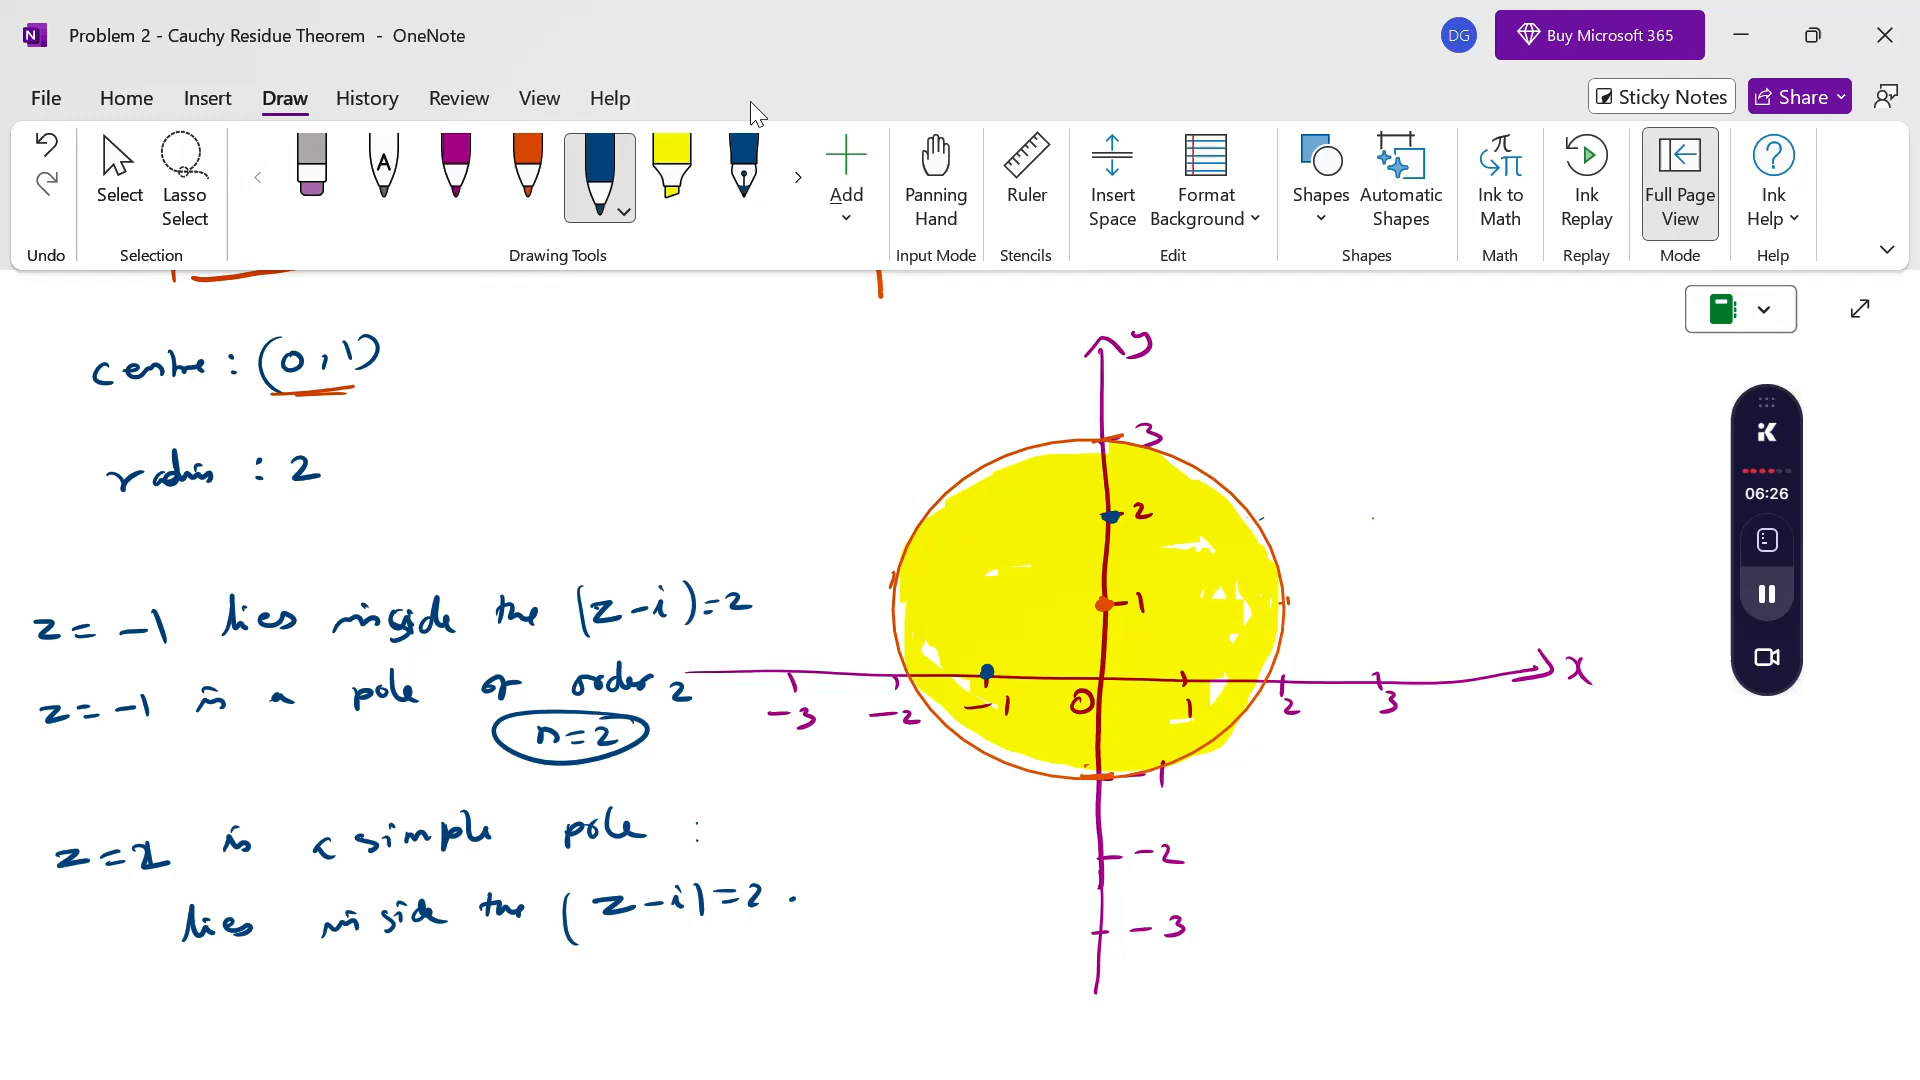 Problem 2 - Cauchy Residue Theorem - OneNote
DG
Buy Microsoft 365
File Home Insert Draw History Review View Help
Sticky Notes
Share
A
Select
Lasso Select
Add
Panning Hand
Ruler
Insert Space
Format Background
Shapes
Automatic Shapes
Ink to Math
Ink Replay
Full Page View
Ink Help
Undo
Selection
Drawing Tools
Input Mode
Stencils
Edit
Shapes
Math
Replay
Mode
Help
centre : (0, 1)
radius : 2
z = -1 lies inside the |z-i| = 2
z = -1 is a pole of order 2
n = 2
is a simple pole
lies inside the |z-i| = 2 .
y
3
2
1
-3 -2 -1 0 1 2 3 x
-1
-2
-3
06:26